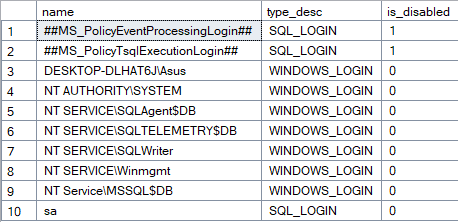 name type_desc is_disabled
1 ##MS_PolicyEventProcessingLogin## SQL_LOGIN 1
2 ##MS_PolicyTsqlExecutionLogin## SQL_LOGIN 1
3 DESKTOP-DLHAT6J\Asus WINDOWS_LOGIN 0
4 NT AUTHORITY\SYSTEM WINDOWS_LOGIN 0
5 NT SERVICE\SQLAgent$DB WINDOWS_LOGIN 0
6 NT SERVICE\SQLTELEMETRY$DB WINDOWS_LOGIN 0
7 NT SERVICE\SQLWriter WINDOWS_LOGIN 0
8 NT SERVICE\Winmgmt WINDOWS_LOGIN 0
9 NT Service\MSSQL$DB WINDOWS_LOGIN 0
10 sa SQL_LOGIN 0